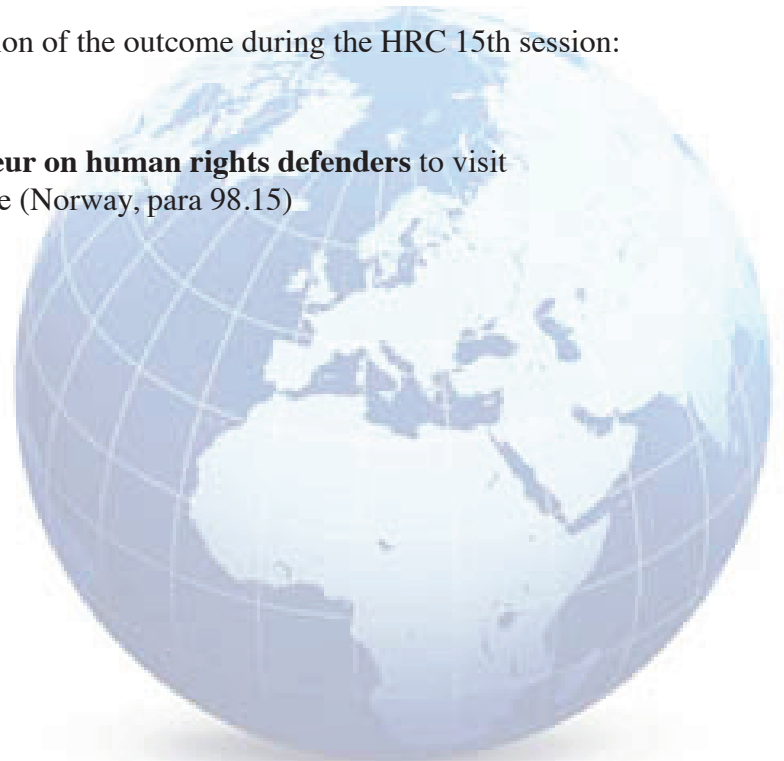 ion of the outcome during the HRC 15th session:
eur on human rights defenders to visit
e (Norway, para 98.15)